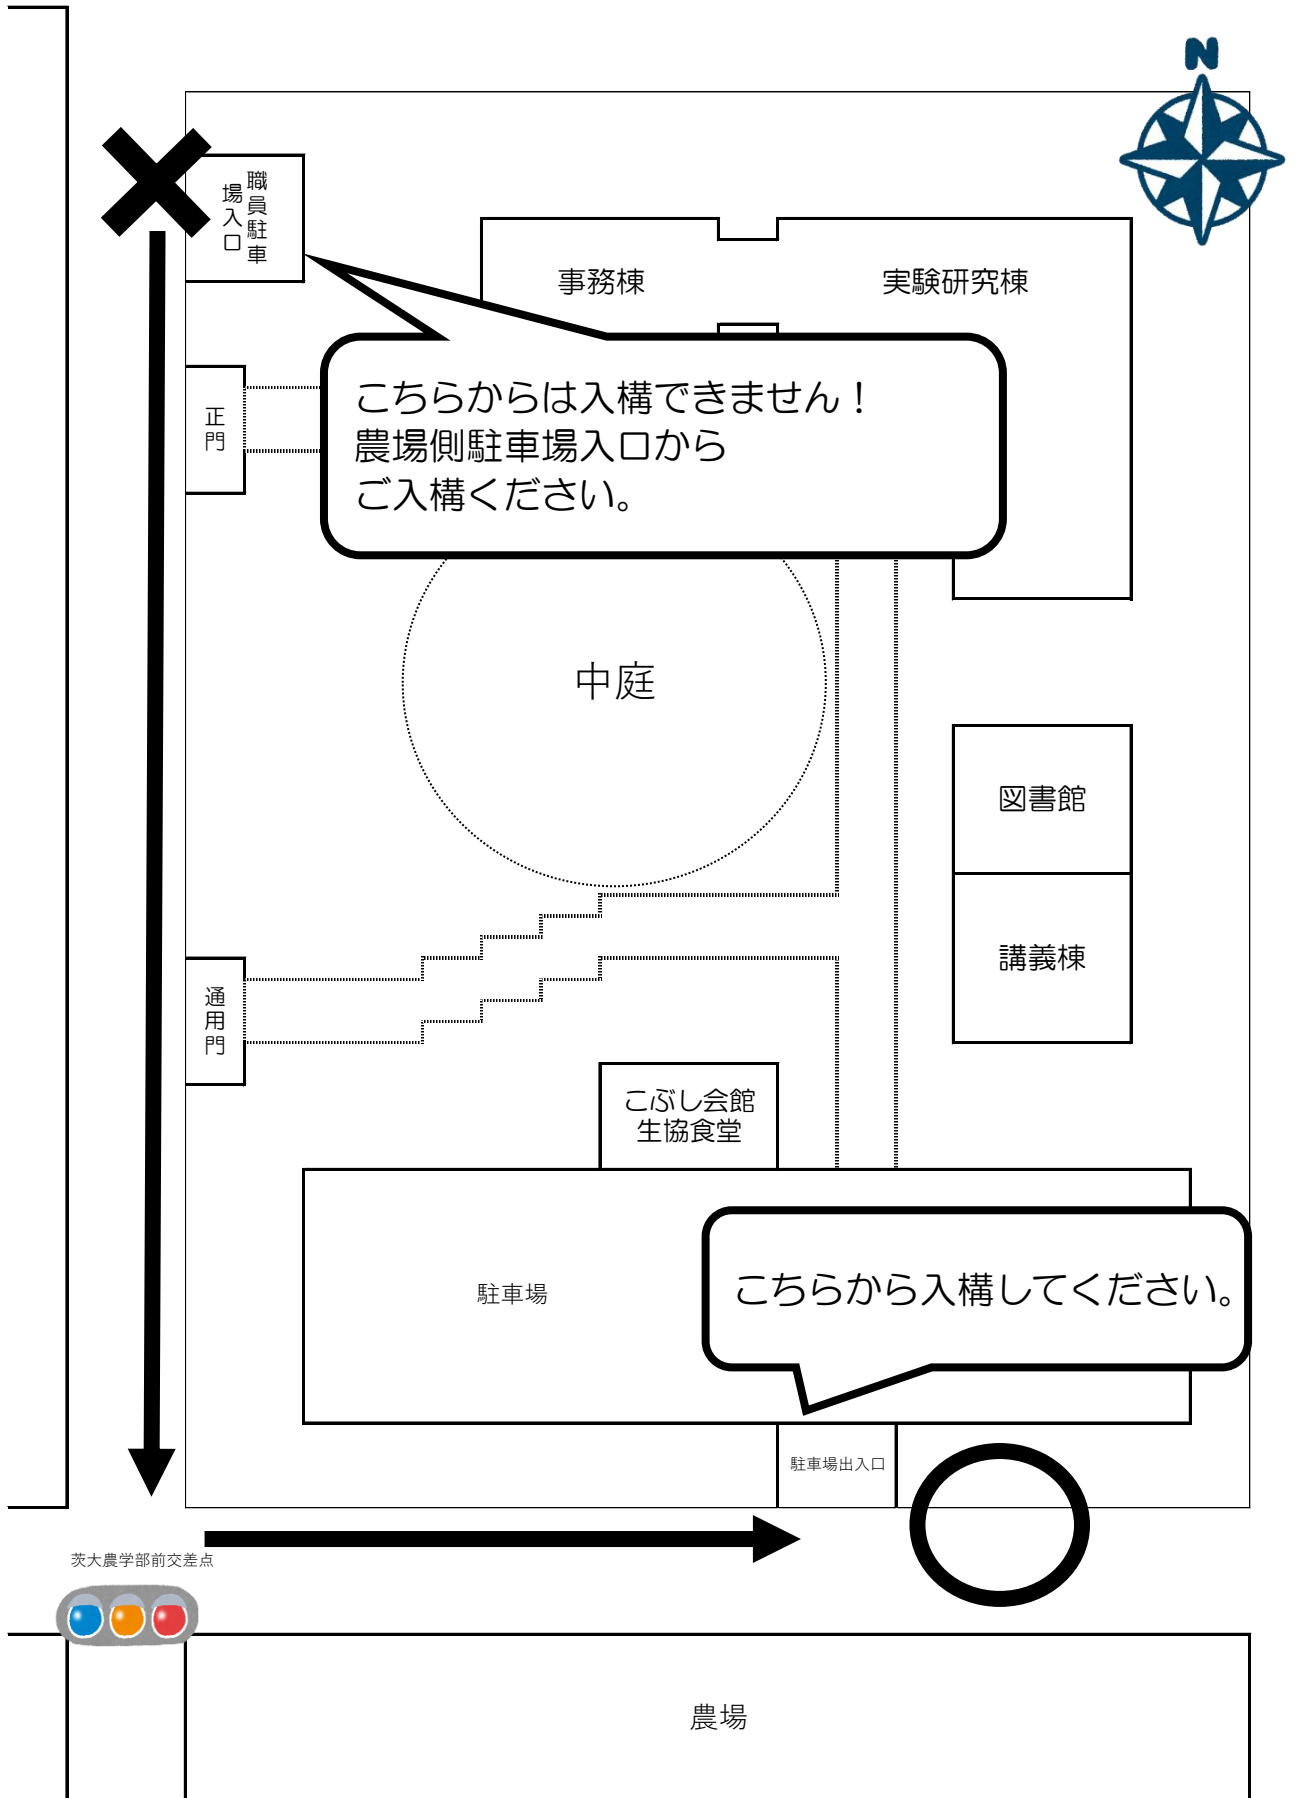 N
職員駐車
場入口
事務棟
実験研究棟
こちらからは入構できません！
農場側駐車場入口から
ご入構ください。
正門
中庭
図書館
講義棟
通用門
こぶし会館
生協食堂
こちらから入構してください。
駐車場
駐車場出入口
茨大農学部前交差点
農場